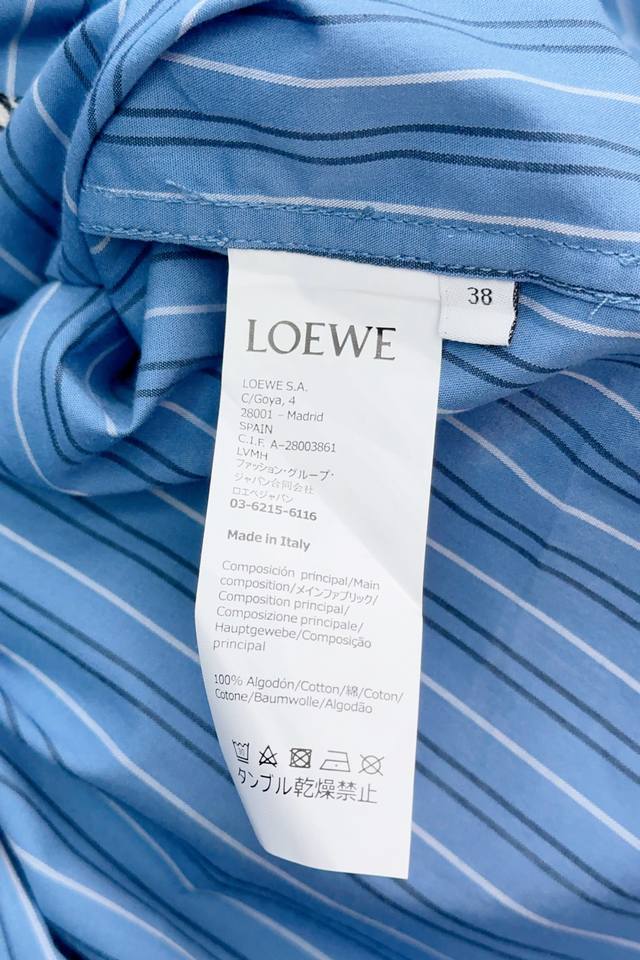 38
LOEWE
LOEWE S.A.
C/Goya, 4
28001 - Madrid
SPAIN
C.I.F. A-28003861
LVMH
ファッション・グループ・
ジャパン合同会社
ロエベジャパン
03-6215-6116
Made in Italy
Composición principal/Main
composition/メインファブリック/
Composition principal/
Composizione principale/
Hauptgewebe/Composição
principal
100% Algodón/Cotton/綿/Coton/
Cotone/Baumwolle/Algodão
タンブル乾燥禁止